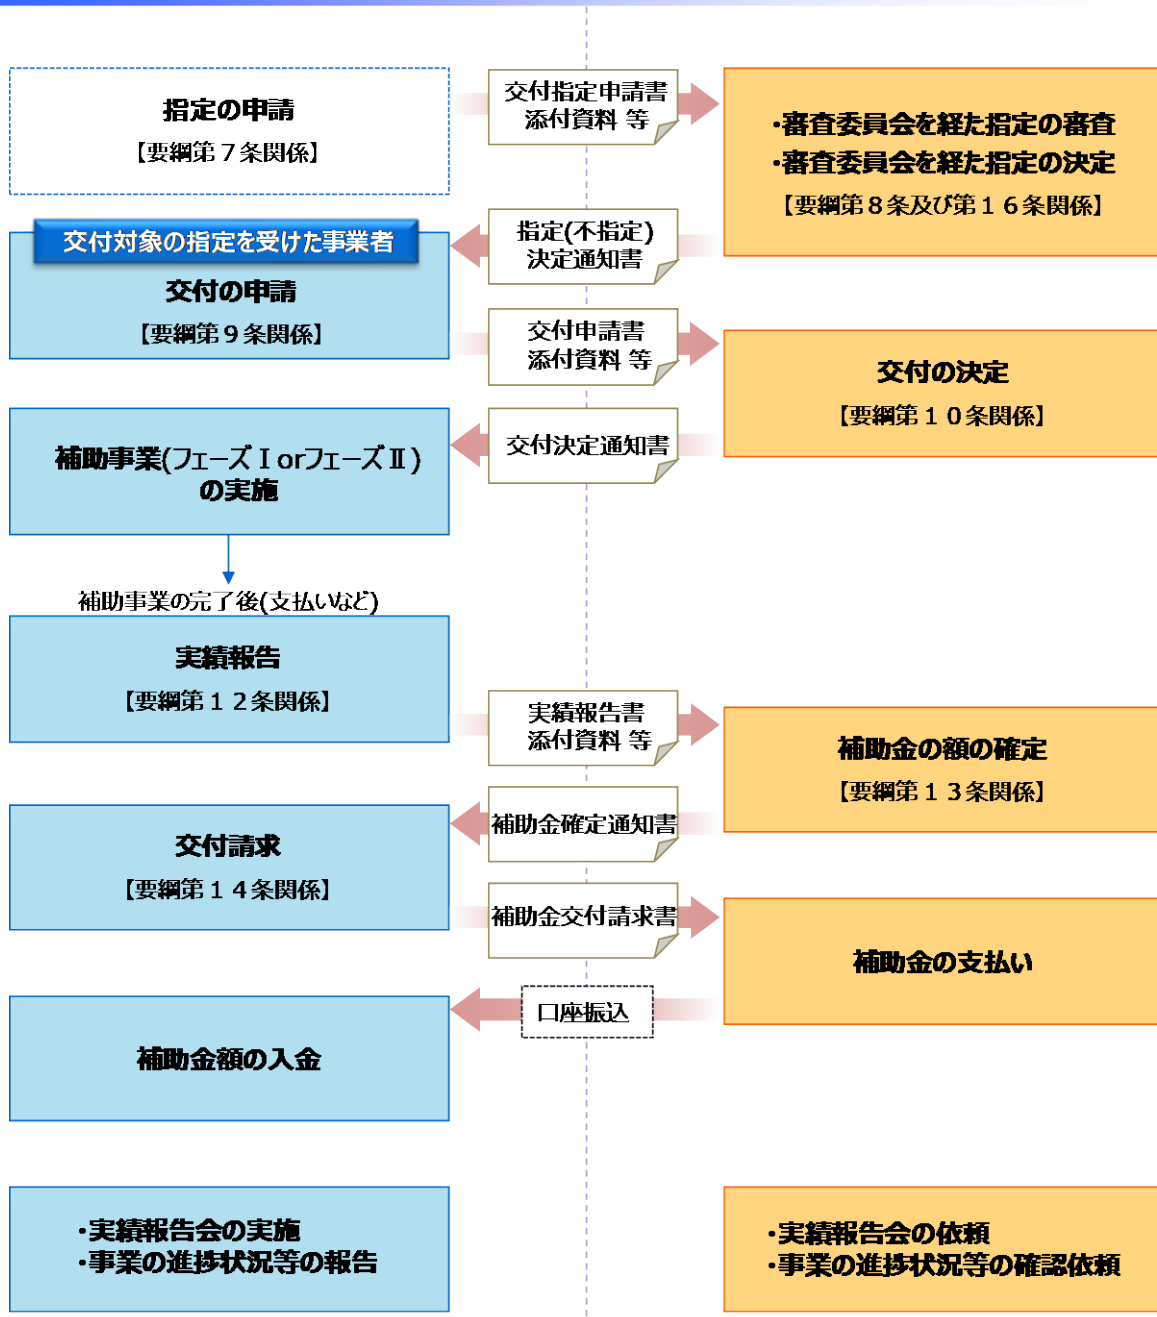 指定の申請
【要綱第７条関係】
交付指定申請書
添付資料 等
・審査委員会を経た指定の審査
・審査委員会を経た指定の決定
【要綱第８条及び第１６条関係】
指定(不指定)
決定通知書
交付対象の指定を受けた事業者
交付の申請
【要綱第９条関係】
交付申請書
添付資料 等
交付の決定
【要綱第１０条関係】
交付決定通知書
補助事業(フェーズⅠorフェーズⅡ)
の実施
補助事業の完了後(支払いなど)
実績報告
【要綱第１２条関係】
実績報告書
添付資料 等
補助金の額の確定
【要綱第１３条関係】
補助金確定通知書
交付請求
【要綱第１４条関係】
補助金交付請求書
補助金の支払い
口座振込
補助金額の入金
・実績報告会の実施
・事業の進捗状況等の報告
・実績報告会の依頼
・事業の進捗状況等の確認依頼